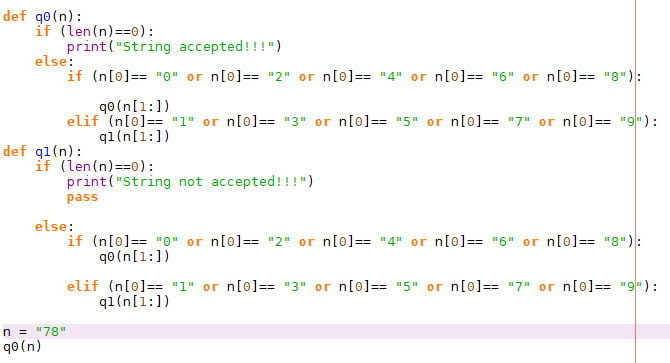 def q0(n):
    if (len(n)==0):
        print("String accepted!!!")
    else:
        if (n[0]== "0" or n[0]== "2" or n[0]== "4" or n[0]== "6" or n[0]== "8"):
            q0(n[1:])
        elif (n[0]== "1" or n[0]== "3" or n[0]== "5" or n[0]== "7" or n[0]== "9"):
            q1(n[1:])
def q1(n):
    if (len(n)==0):
        print("String not accepted!!!")
        pass
    else:
        if (n[0]== "0" or n[0]== "2" or n[0]== "4" or n[0]== "6" or n[0]== "8"):
            q0(n[1:])
        elif (n[0]== "1" or n[0]== "3" or n[0]== "5" or n[0]== "7" or n[0]== "9"):
            q1(n[1:])
n = "78"
q0(n)